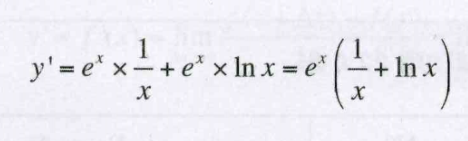 y' = e^x × 1/x + e^x × ln x = e^x (1/x + ln x)